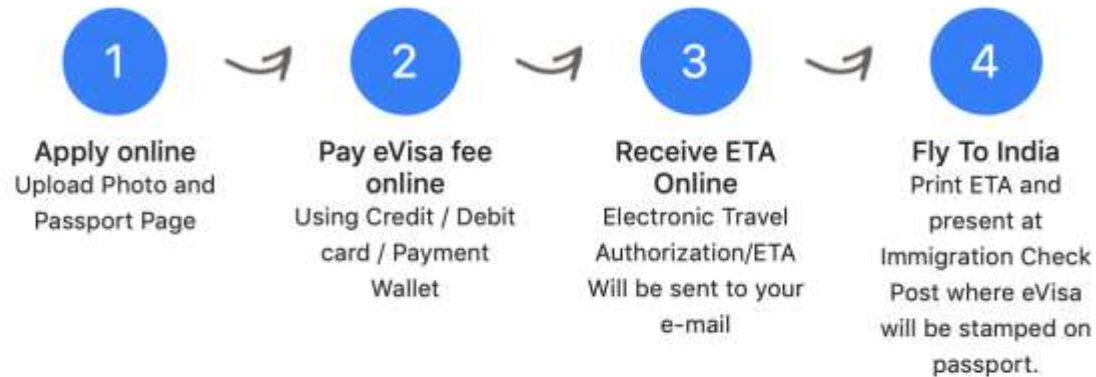 1
Apply online
Upload Photo and
Passport Page
2
Pay eVisa fee
online
Using Credit / Debit
card / Payment
Wallet
3
Receive ETA
Online
Electronic Travel
Authorization/ETA
Will be sent to your
e-mail
4
Fly To India
Print ETA and
present at
Immigration Check
Post where eVisa
will be stamped on
passport.